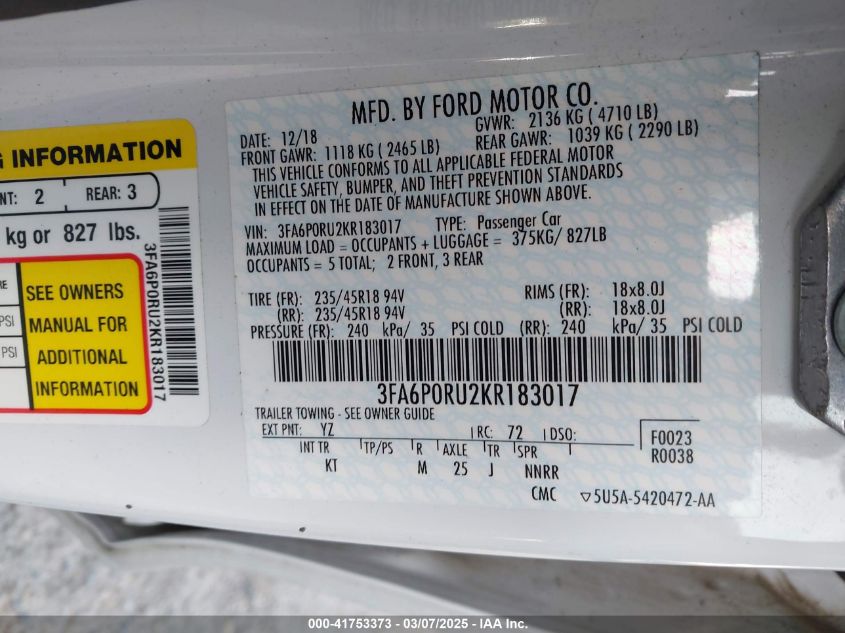 G INFORMATION
NT: 2 REAR: 3
kg or 827 lbs.
RE
PSI
PSI
SEE OWNERS
MANUAL FOR
ADDITIONAL
INFORMATION
3FA6P0RU2KR183017
MFD. BY FORD MOTOR CO.
DATE: 12/18 GVWR: 2136 KG ( 4710 LB)
FRONT GAWR: 1118 KG ( 2465 LB) REAR GAWR: 1039 KG ( 2290 LB)
THIS VEHICLE CONFORMS TO ALL APPLICABLE FEDERAL MOTOR
VEHICLE SAFETY, BUMPER, AND THEFT PREVENTION STANDARDS
IN EFFECT ON THE DATE OF MANUFACTURE SHOWN ABOVE.
VIN: 3FA6P0RU2KR183017 TYPE: Passenger Car
MAXIMUM LOAD = OCCUPANTS + LUGGAGE = 375KG/ 827LB
OCCUPANTS = 5 TOTAL; 2 FRONT, 3 REAR
TIRE (FR): 235/45R18 94V RIMS (FR): 18x8.0J
(RR): 235/45R18 94V (RR): 18x8.0J
PRESSURE (FR): 240 kPa/ 35 PSI COLD (RR): 240 kPa/ 35 PSI COLD
3FA6P0RU2KR183017
TRAILER TOWING - SEE OWNER GUIDE
EXT PNT: YZ RC: 72 DSO: F0023
INT TR TP/PS R AXLE TR SPR R0038
KT M 25 J NNRR
CMC ▽5U5A-5420472-AA
000-41753373 - 03/07/2025 - IAA Inc.